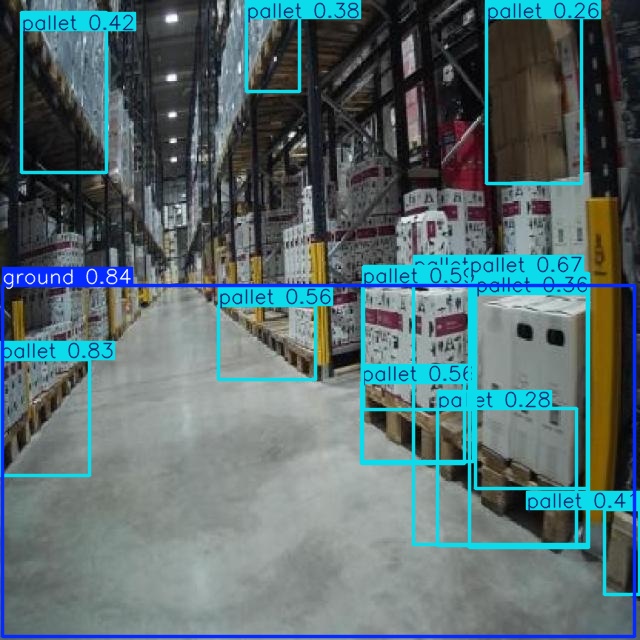 pallet 0.42
pallet 0.38
pallet 0.26
ground 0.84
pallet 0.67
pallet 0.36
pallet 0.56
pallet 0.83
pallet 0.56
pallet 0.28
pallet 0.41